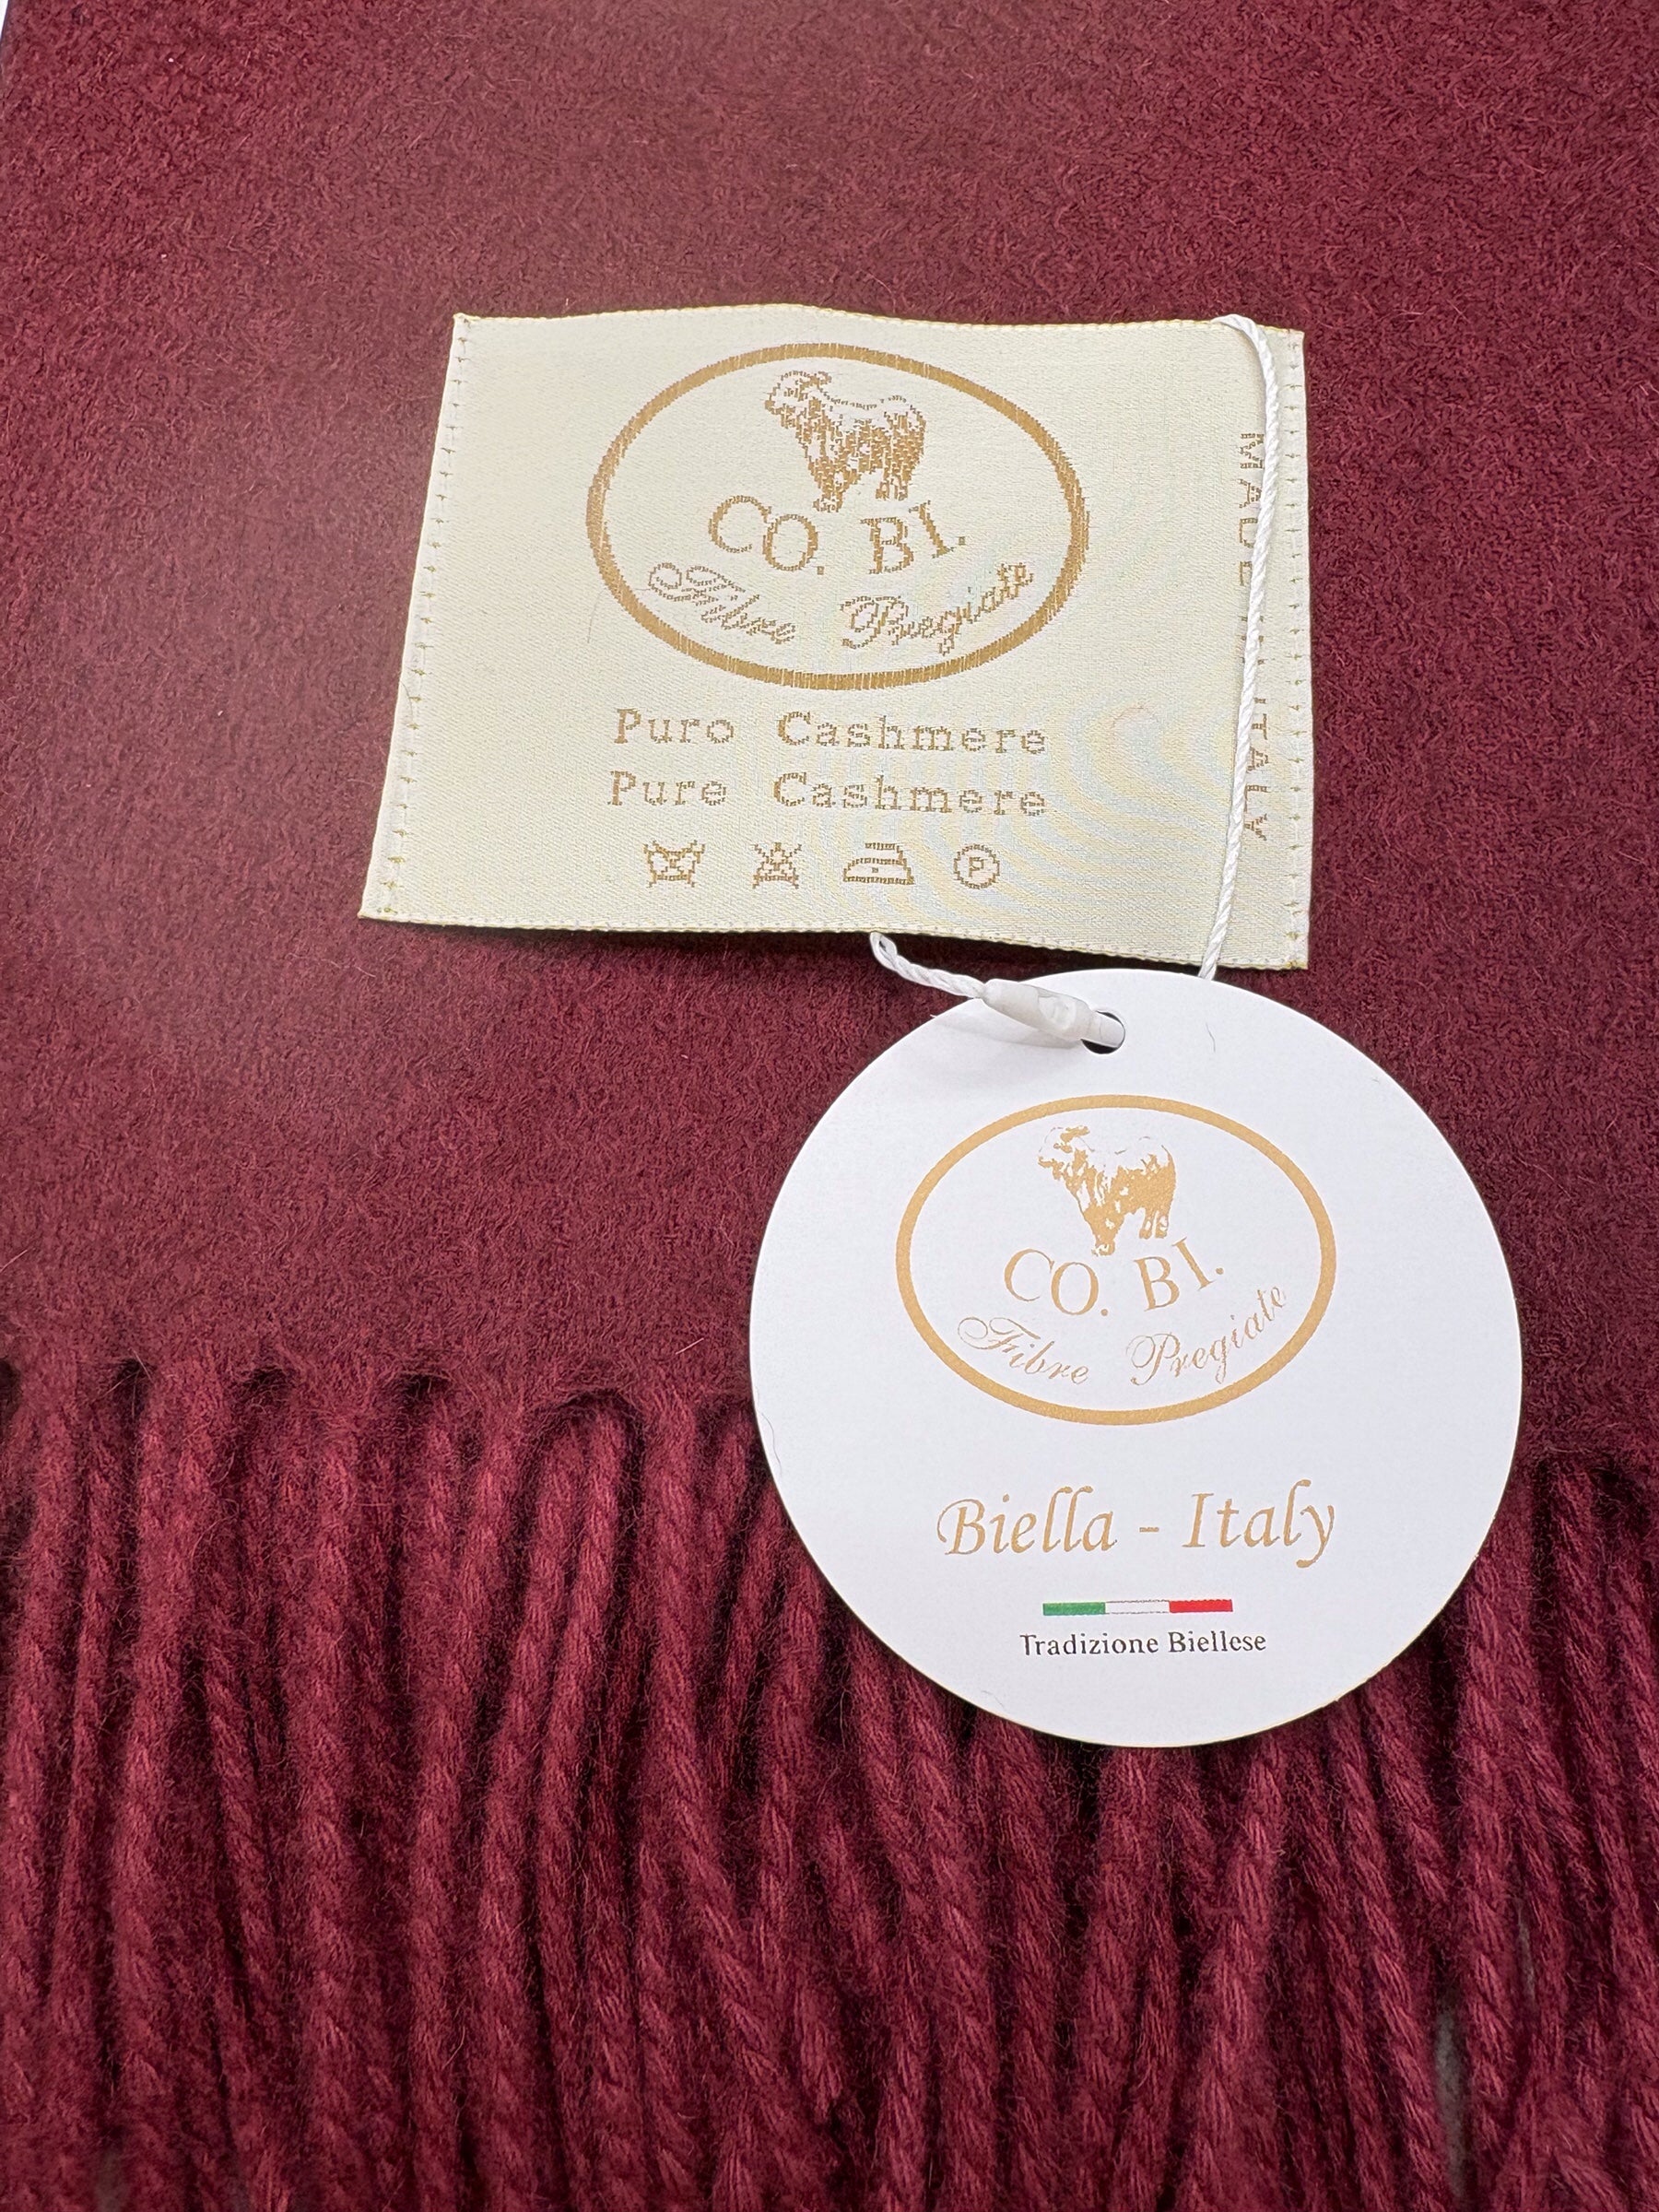 CO. BI.
Fibre Pregiate
Puro Cashmere
Pure Cashmere
P
MADE IN ITALY
CO. BI.
Fibre Pregiate
Biella - Italy
Tradizione Biellese